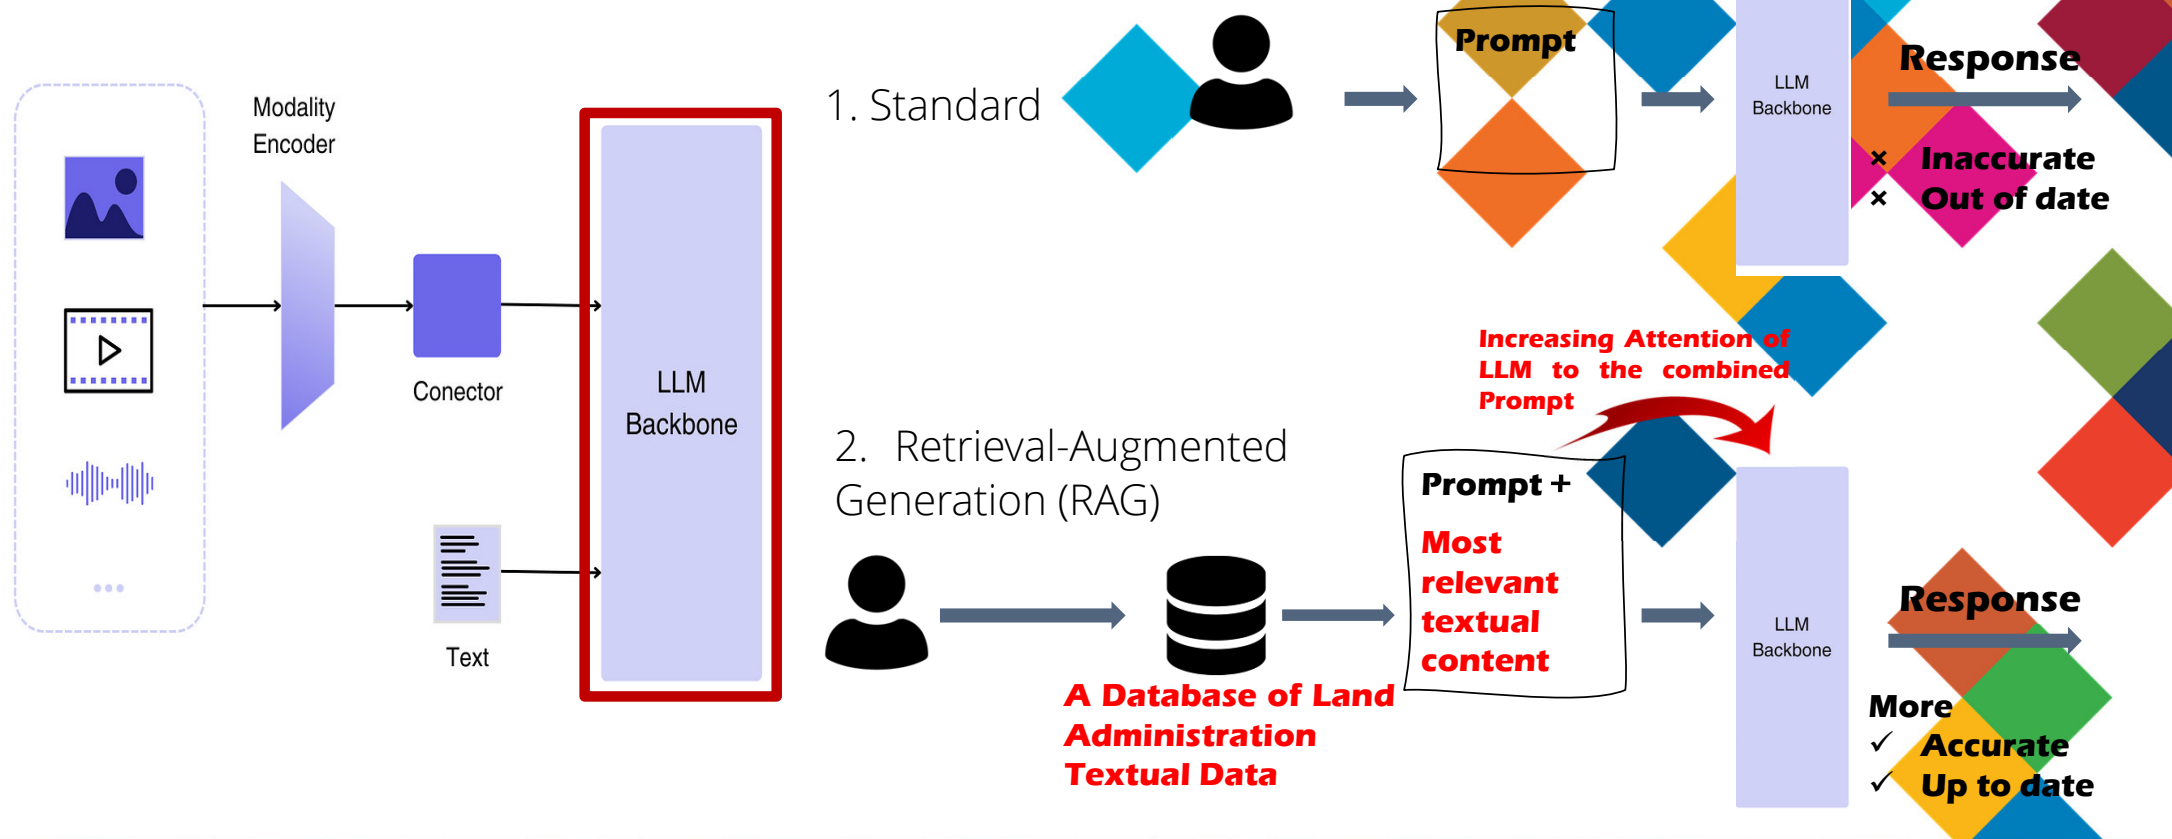 Modality
Encoder
Conector
Text
LLM
Backbone
1. Standard
Prompt
LLM
Backbone
Response
× Inaccurate
× Out of date
2. Retrieval-Augmented
Generation (RAG)
A Database of Land
Administration
Textual Data
Increasing Attention of
LLM to the combined
Prompt
Prompt +
Most
relevant
textual
content
LLM
Backbone
Response
More
✓ Accurate
✓ Up to date